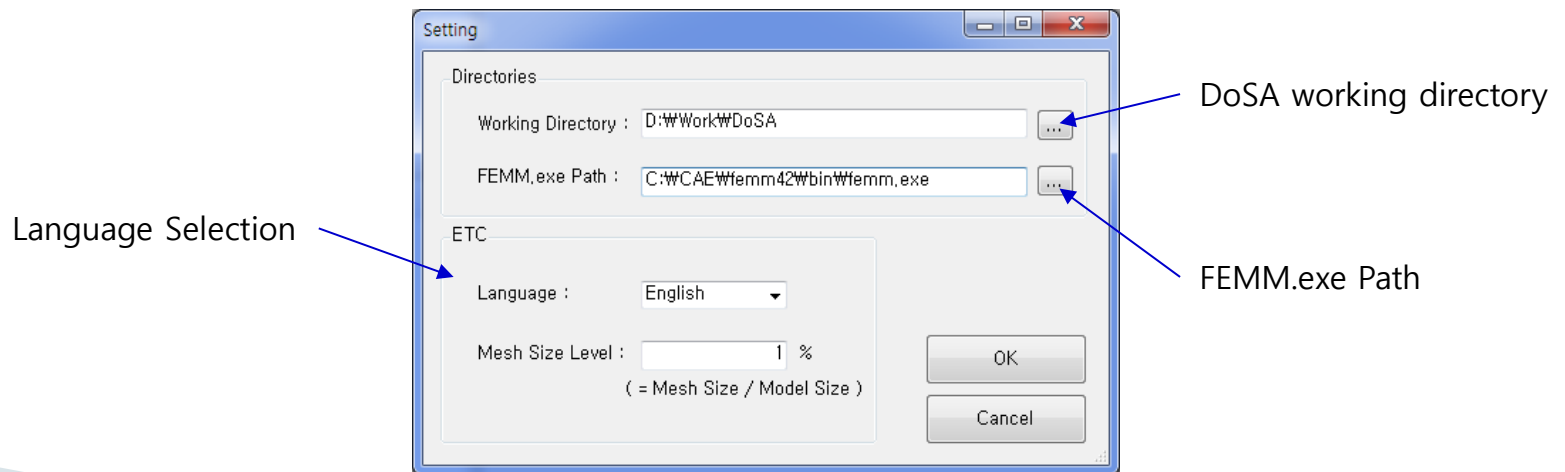 Setting
Directories
Working Directory : D:₩Work₩DoSA ...
DoSA working directory
FEMM.exe Path : C:₩CAE₩femm42₩bin₩femm.exe ...
FEMM.exe Path
Language Selection
ETC
Language : English
Mesh Size Level : 1 %
( = Mesh Size / Model Size )
OK
Cancel